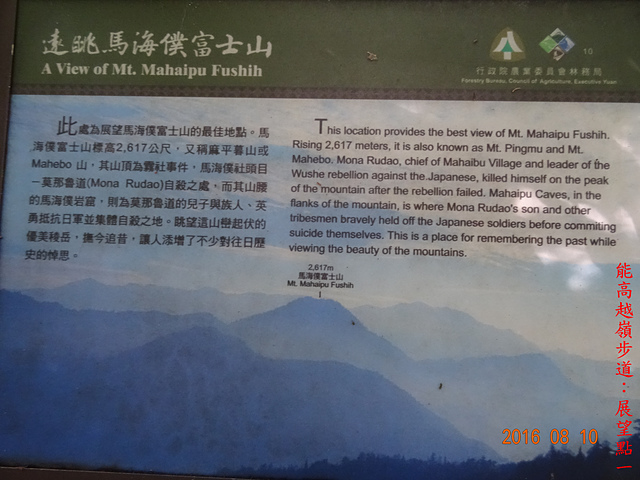 遠眺馬海僕富士山
A View of Mt. Mahaipu Fushih
10
行政院農業委員會林務局
Forestry Bureau, Council of Agriculture, Executive Yuan
此處為展望馬海僕富士山的最佳地點。馬
海僕富士山標高2,617公尺，又稱麻平暮山或
Mahebo 山，其山頂為霧社事件，馬海僕社頭目
－莫那魯道(Mona Rudao)自殺之處，而其山腰
的馬海僕岩窟，則為莫那魯道的兒子與族人、英
勇抵抗日軍並集體自殺之地。眺望這山巒起伏的
優美稜岳，撫今追昔，讓人添增了不少對往日歷
史的悼思。
This location provides the best view of Mt. Mahaipu Fushih.
Rising 2,617 meters, it is also known as Mt. Pingmu and Mt.
Mahebo. Mona Rudao, chief of Mahaibu Village and leader of the
Wushe rebellion against the Japanese, killed himself on the peak
of the mountain after the rebellion failed. Mahaipu Caves, in the
flanks of the mountain, is where Mona Rudao's son and other
tribesmen bravely held off the Japanese soldiers before commiting
suicide themselves. This is a place for remembering the past while
viewing the beauty of the mountains.
2,617m
馬海僕富士山
Mt. Mahaipu Fushih
能高越嶺步道：展望點一
2016 08 10